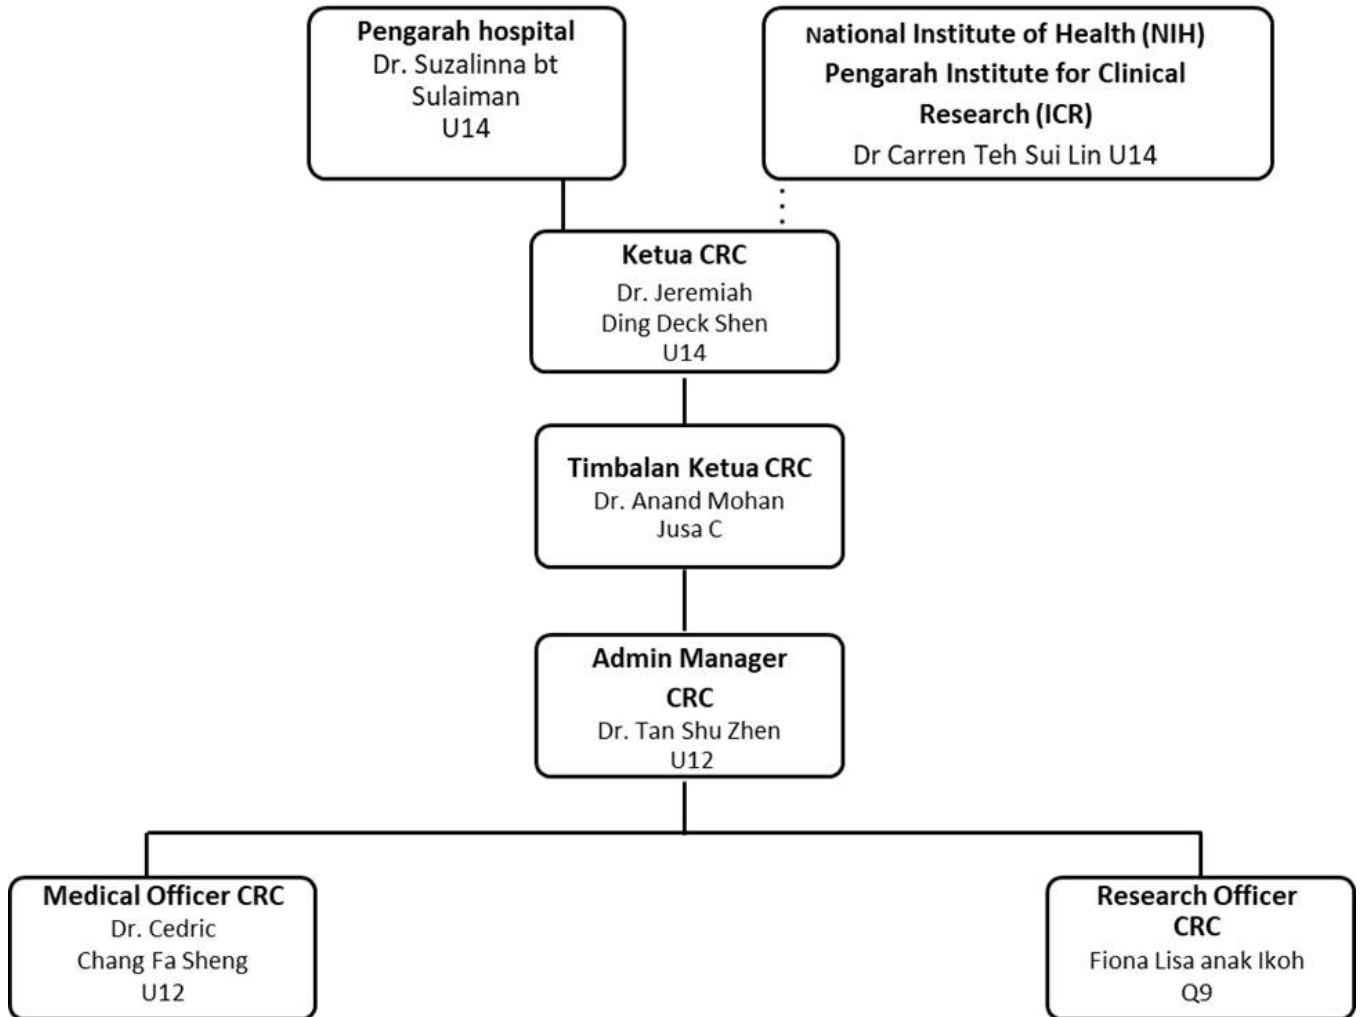 Pengarah hospital
Dr. Suzalinna bt
Sulaiman
U14
National Institute of Health (NIH)
Pengarah Institute for Clinical
Research (ICR)
Dr Carren Teh Sui Lin U14
Ketua CRC
Dr. Jeremiah
Ding Deck Shen
U14
Timbalan Ketua CRC
Dr. Anand Mohan
Jusa C
Admin Manager
CRC
Dr. Tan Shu Zhen
U12
Medical Officer CRC
Dr. Cedric
Chang Fa Sheng
U12
Research Officer
CRC
Fiona Lisa anak Ikoh
Q9